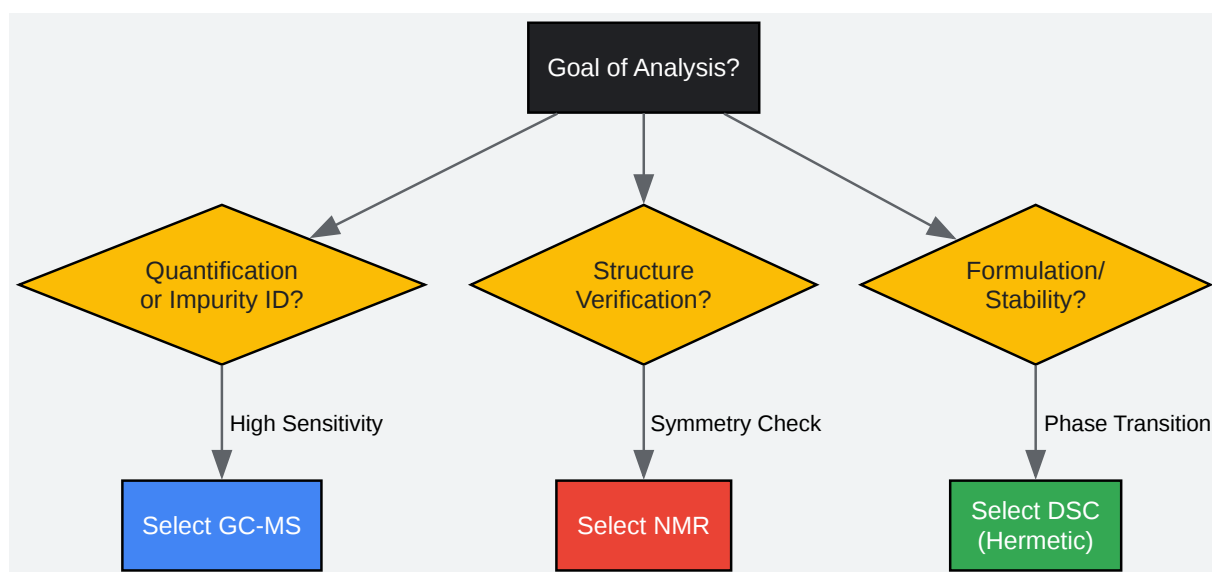 Goal of Analysis?
Quantification
or Impurity ID?
Structure
Verification?
Formulation/
Stability?
High Sensitivity
Symmetry Check
Phase Transition
Select GC-MS
Select NMR
Select DSC
(Hermetic)